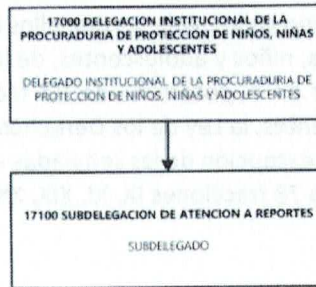 17000 DELEGACION INSTITUCIONAL DE LA
PROCURADURIA DE PROTECCION DE NIÑOS, NIÑAS
Y ADOLESCENTES
DELEGADO INSTITUCIONAL DE LA PROCURADURIA DE
PROTECCION DE NIÑOS, NIÑAS Y ADOLESCENTES
17100 SUBDELEGACION DE ATENCION A REPORTES
SUBDELEGADO